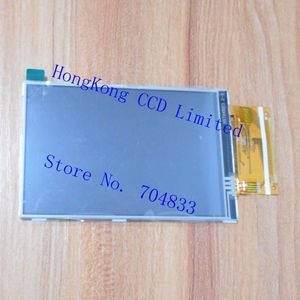 HongKong CCD Limited
Store No. 704833